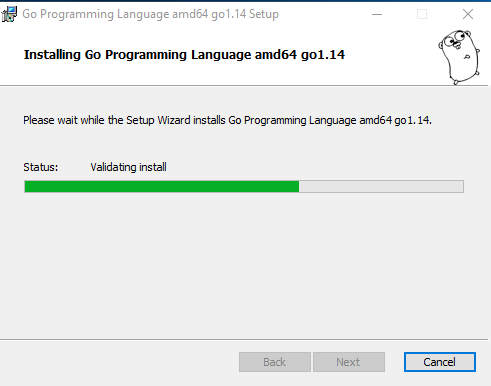 Go Programming Language amd64 go1.14 Setup
Installing Go Programming Language amd64 go1.14
Please wait while the Setup Wizard installs Go Programming Language amd64 go1.14.
Status: Validating install
Back Next Cancel